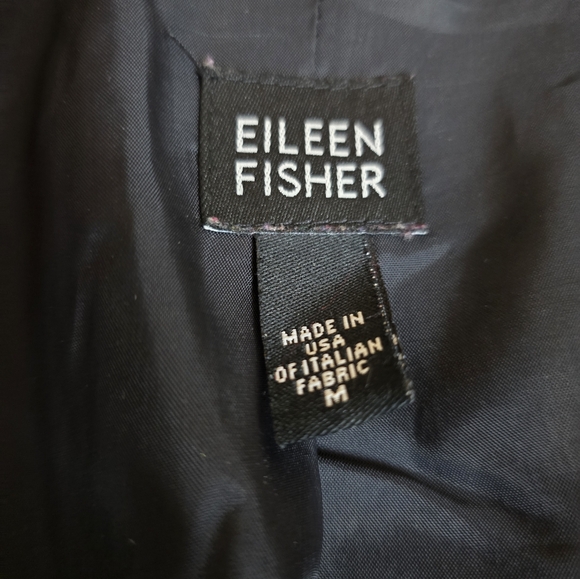 EILEEN
FISHER
MADE IN
USA
OF ITALIAN
FABRIC
M